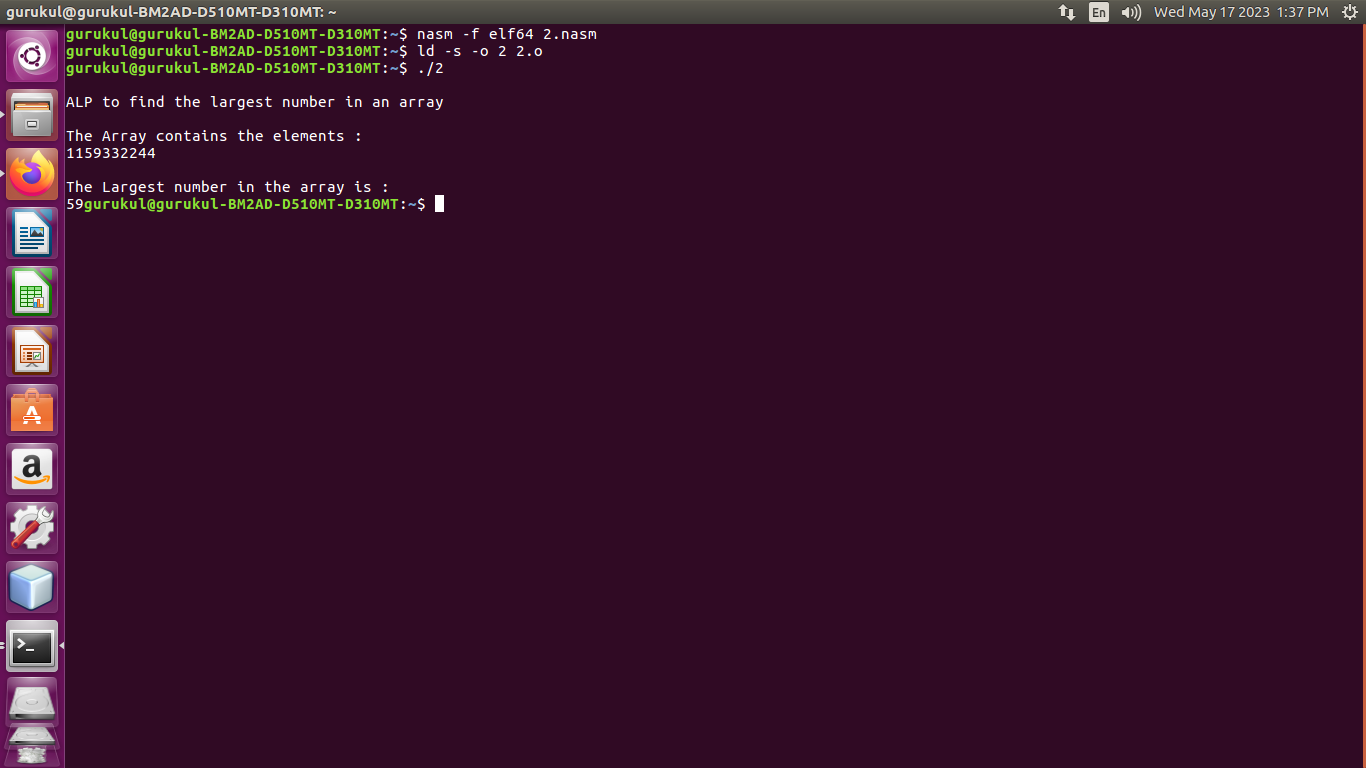 gurukul@gurukul-BM2AD-D510MT-D310MT: ~
En
Wed May 17 2023 1:37 PM
gurukul@gurukul-BM2AD-D510MT-D310MT:~$ nasm -f elf64 2.nasm
gurukul@gurukul-BM2AD-D510MT-D310MT:~$ ld -s -o 2 2.o
gurukul@gurukul-BM2AD-D510MT-D310MT:~$ ./2
ALP to find the largest number in an array
The Array contains the elements :
1159332244
The Largest number in the array is :
59gurukul@gurukul-BM2AD-D510MT-D310MT:~$